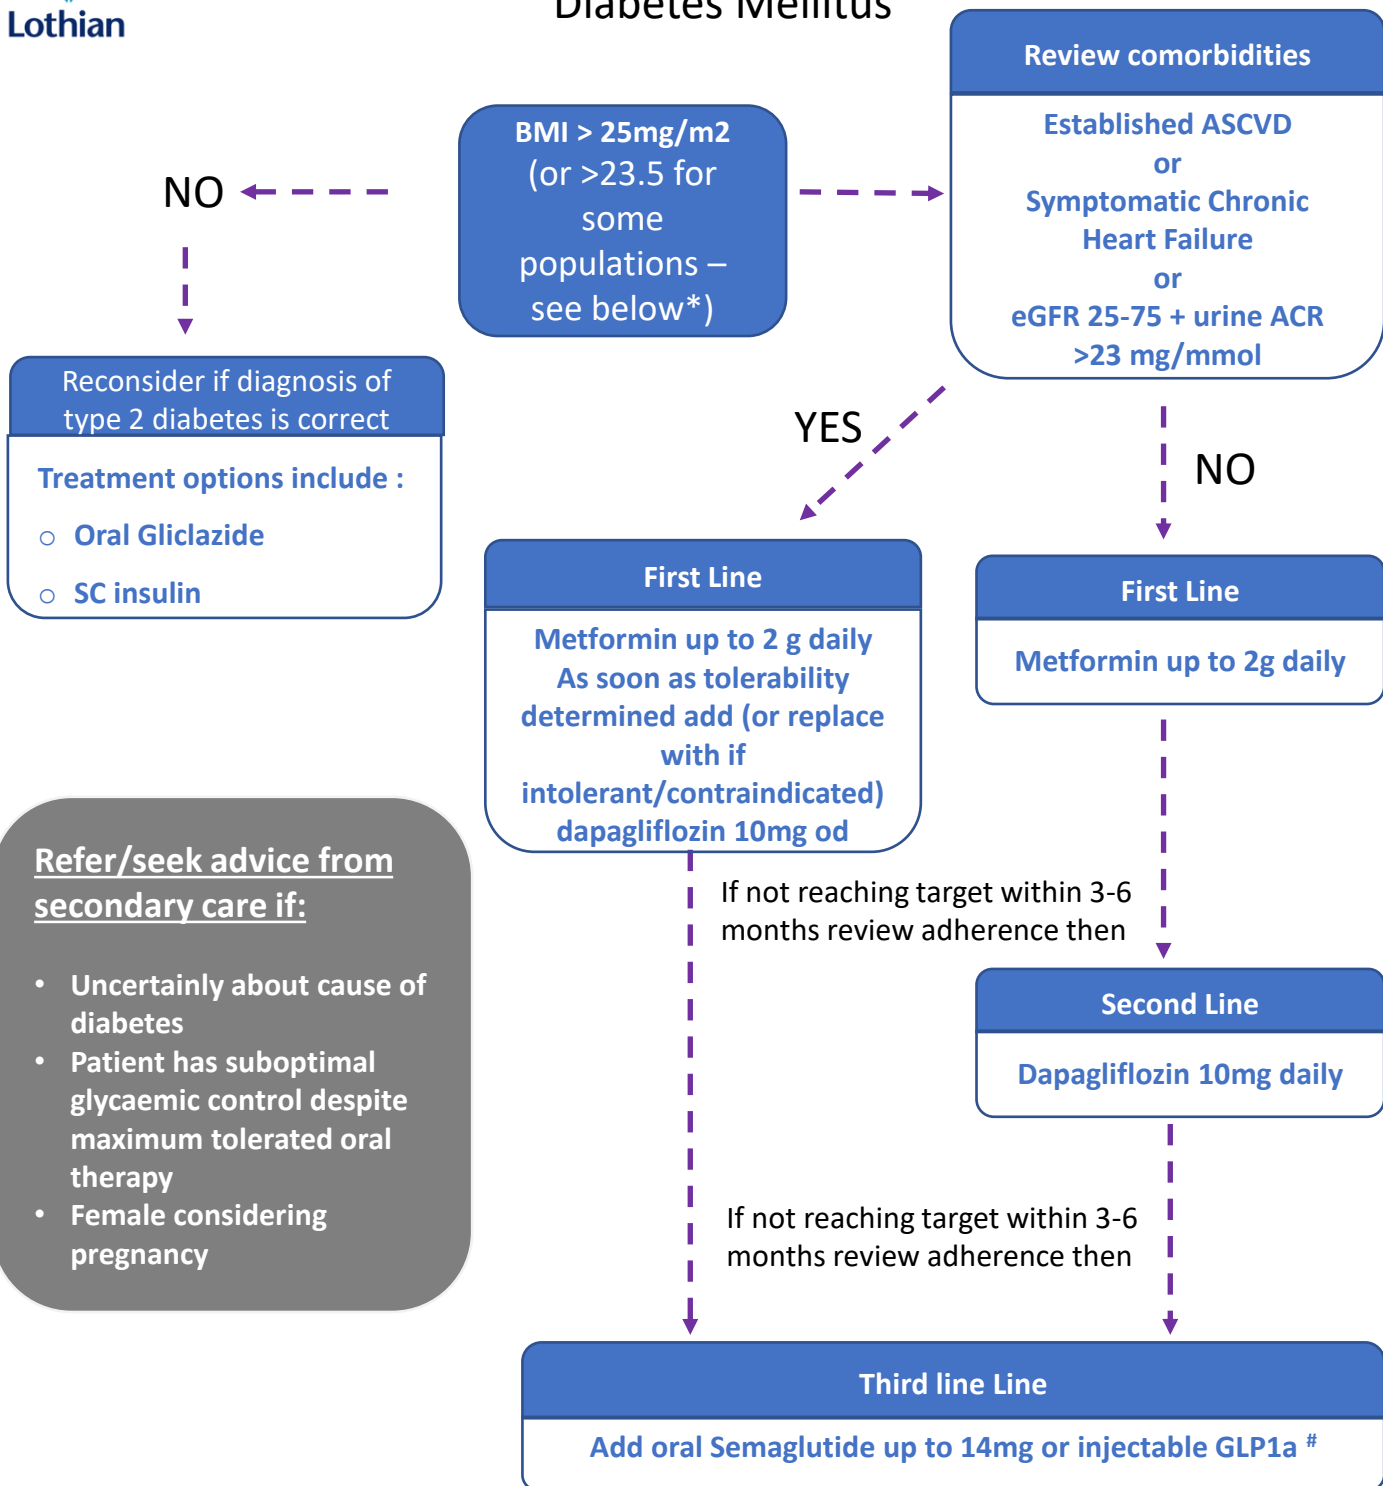 Lothian
Diabetes Mellitus
Review comorbidities
Established ASCVD
or
Symptomatic Chronic
Heart Failure
or
eGFR 25-75 + urine ACR
>23 mg/mmol
BMI > 25mg/m2
(or >23.5 for
some
populations –
see below*)
NO
Reconsider if diagnosis of
type 2 diabetes is correct
Treatment options include :
o Oral Gliclazide
o SC insulin
YES
NO
First Line
Metformin up to 2 g daily
As soon as tolerability
determined add (or replace
with if
intolerant/contraindicated)
dapagliflozin 10mg od
First Line
Metformin up to 2g daily
Refer/seek advice from
secondary care if:
• Uncertainly about cause of
diabetes
• Patient has suboptimal
glycaemic control despite
maximum tolerated oral
therapy
• Female considering
pregnancy
If not reaching target within 3-6
months review adherence then
Second Line
Dapagliflozin 10mg daily
If not reaching target within 3-6
months review adherence then
Third line Line
Add oral Semaglutide up to 14mg or injectable GLP1a #